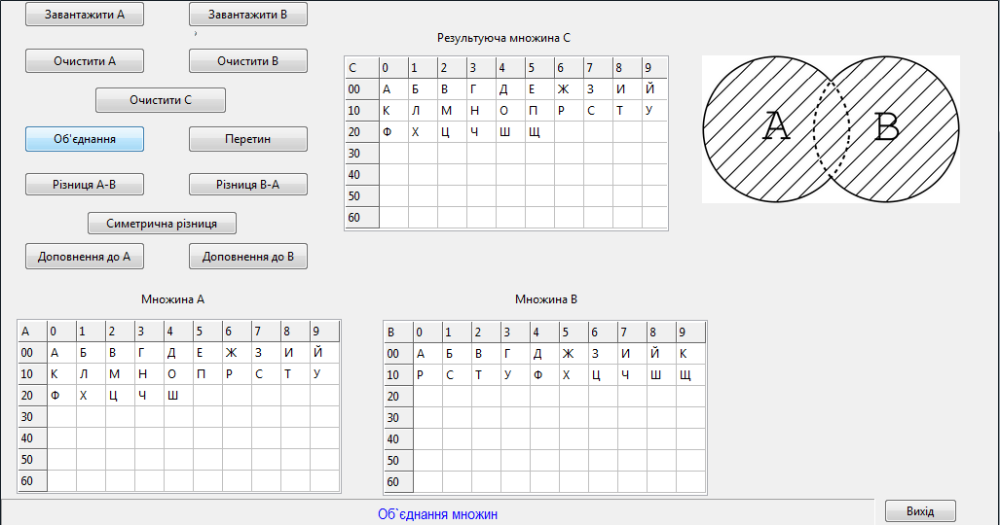 Завантажити А Завантажити В
Очистити А Очистити В
Очистити С
Об'єднання Перетин
Різниця А-В Різниця В-А
Симетрична різниця
Доповнення до А Доповнення до В
Результуюча множина С
С 0 1 2 3 4 5 6 7 8 9
00 А Б В Г Д Е Ж З И Й
10 К Л М Н О П Р С Т У
20 Ф Х Ц Ч Ш Щ
30
40
50
60
А В
Множина А
А 0 1 2 3 4 5 6 7 8 9
00 А Б В Г Д Е Ж З И Й
10 К Л М Н О П Р С Т У
20 Ф Х Ц Ч Ш
30
40
50
60
Множина В
В 0 1 2 3 4 5 6 7 8 9
00 А Б В Г Д Ж З И Й К
10 Р С Т У Ф Х Ц Ч Ш Щ
20
30
40
50
60
Об`єднання множин
Вихід